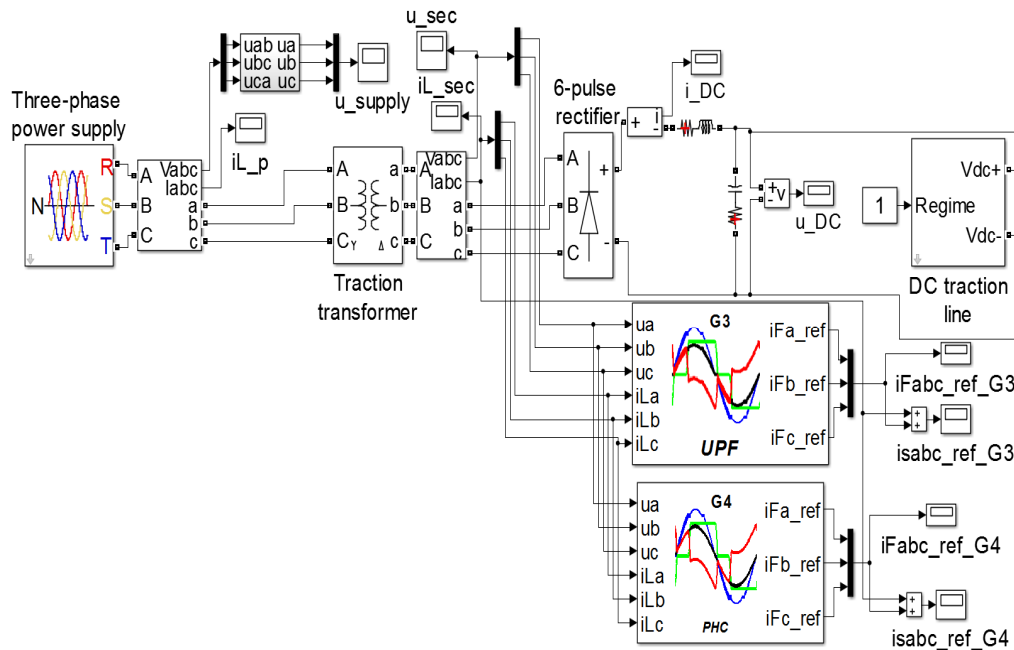 u_sec
uab ua
ubc ub
uca uc
u_supply
iL_sec
i_DC
6-pulse
rectifier
Three-phase
power supply
iL_p
R
S
T
N
A
B
C
Vabc
Iabc
a
b
c
A
B
C
Y
Δ
a
b
c
Traction
transformer
A
B
C
Vabc
Iabc
a
b
c
A
B
C
+
-
+
i
-
+
-v
u_DC
1
Regime
Vdc+
Vdc-
DC traction
line
ua
ub
uc
iLa
iLb
iLc
G3
UPF
iFa_ref
iFb_ref
iFc_ref
iFabc_ref_G3
+
+
isabc_ref_G3
ua
ub
uc
iLa
iLb
iLc
G4
PHC
iFa_ref
iFb_ref
iFc_ref
iFabc_ref_G4
+
+
isabc_ref_G4